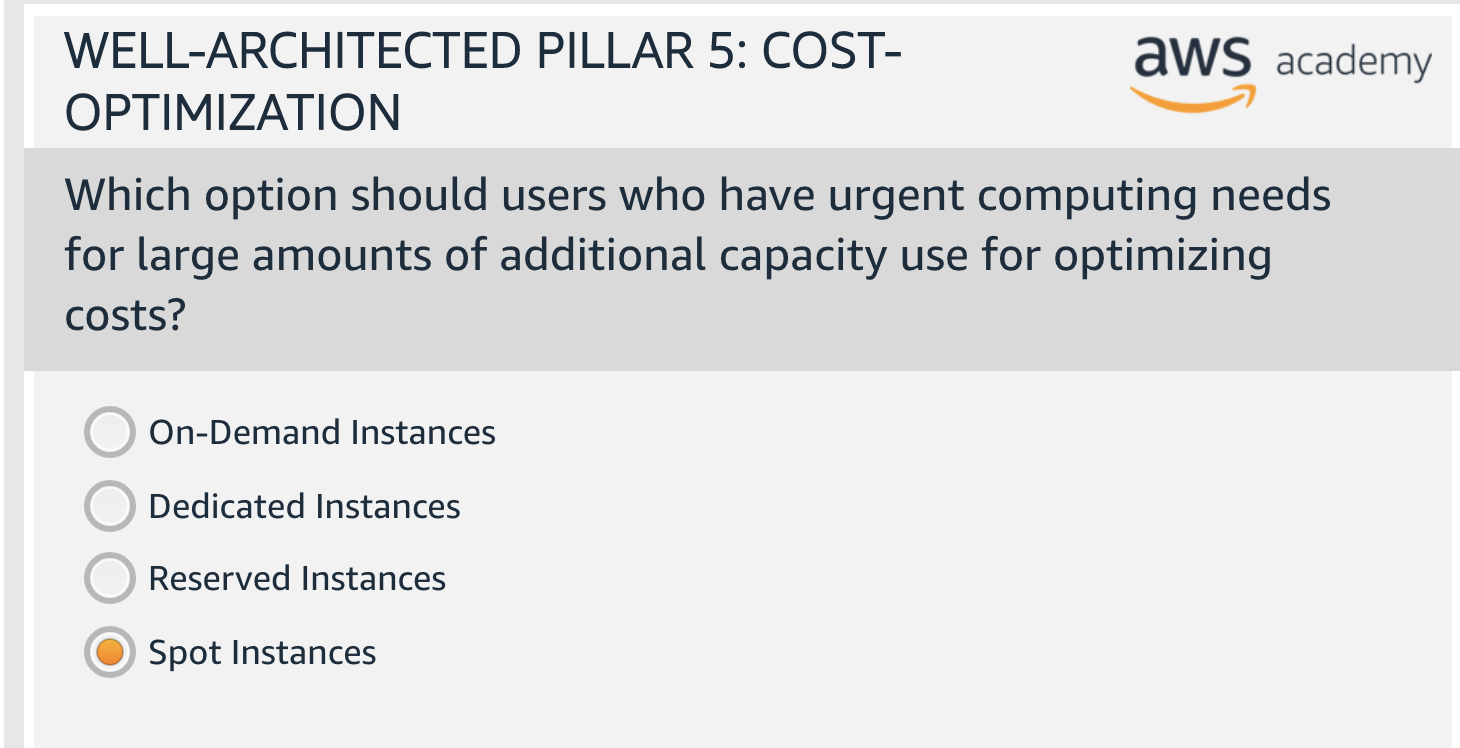 WELL-ARCHITECTED PILLAR 5: COST-
OPTIMIZATION
aws academy
Which option should users who have urgent computing needs
for large amounts of additional capacity use for optimizing
costs?
On-Demand Instances
Dedicated Instances
Reserved Instances
Spot Instances